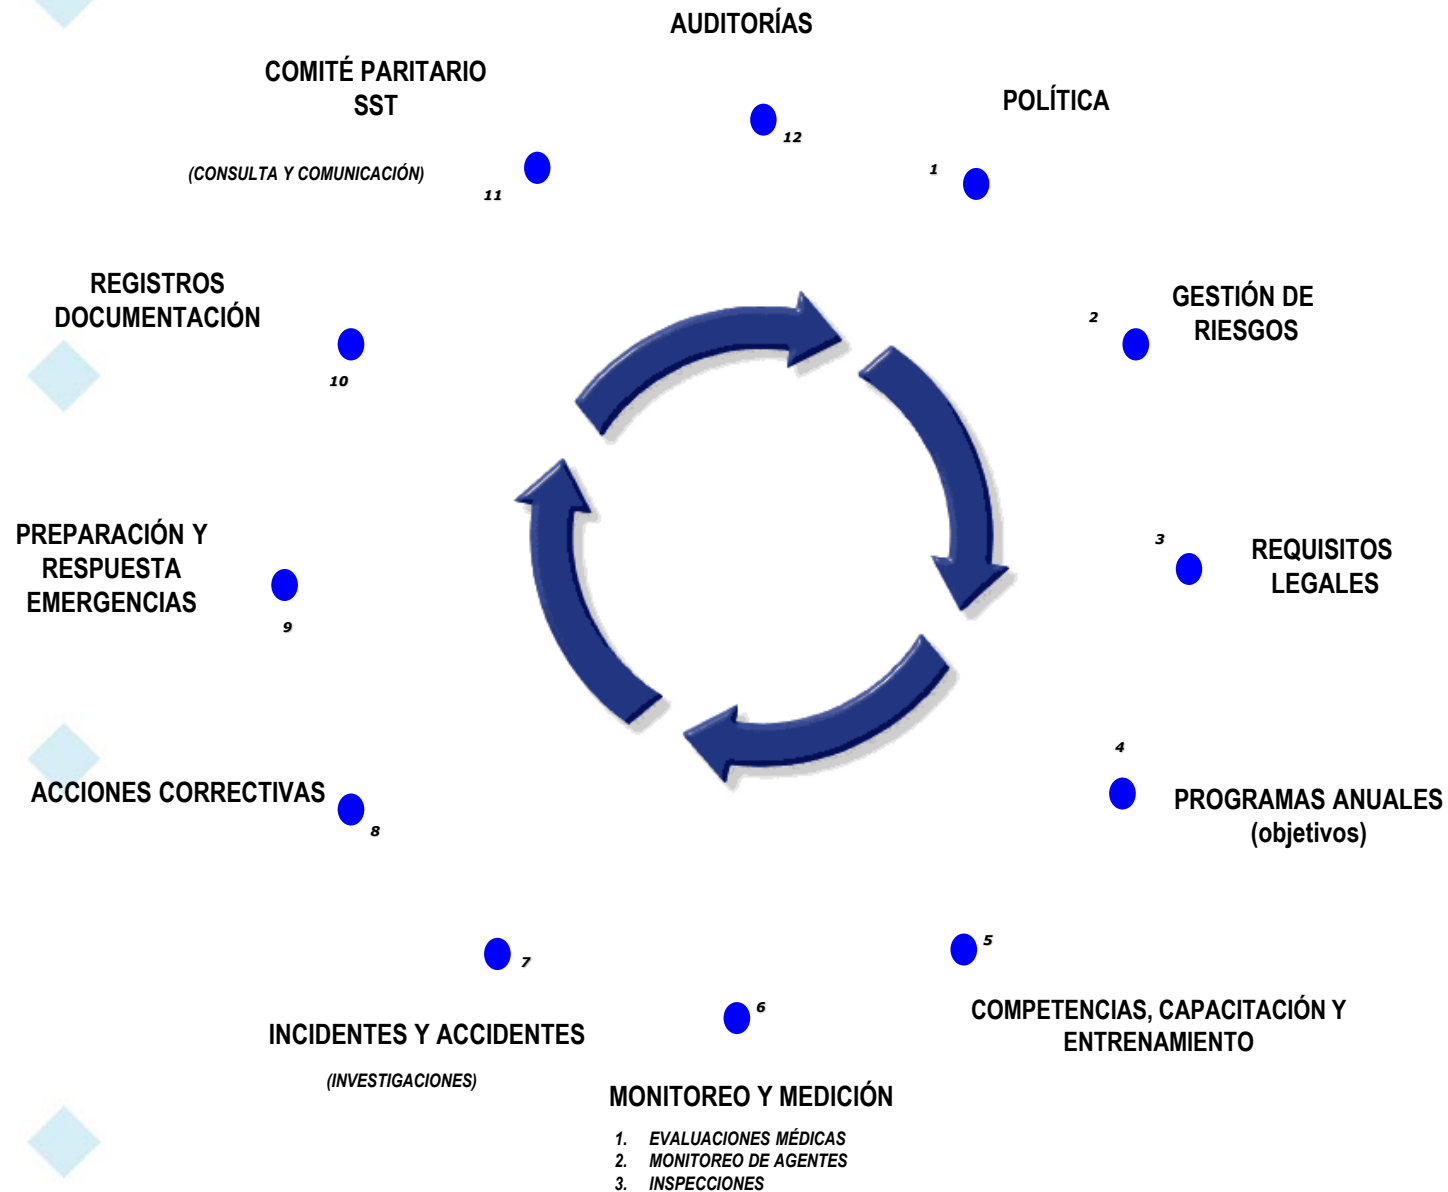 AUDITORÍAS
12
POLÍTICA
1
GESTIÓN DE
RIESGOS
2
REQUISITOS
LEGALES
3
PROGRAMAS ANUALES
(objetivos)
4
COMPETENCIAS, CAPACITACIÓN Y
ENTRENAMIENTO
5
MONITOREO Y MEDICIÓN
1. EVALUACIONES MÉDICAS
2. MONITOREO DE AGENTES
3. INSPECCIONES
6
INCIDENTES Y ACCIDENTES
(INVESTIGACIONES)
7
ACCIONES CORRECTIVAS
8
PREPARACIÓN Y
RESPUESTA
EMERGENCIAS
9
REGISTROS
DOCUMENTACIÓN
10
COMITÉ PARITARIO
SST
(CONSULTA Y COMUNICACIÓN)
11